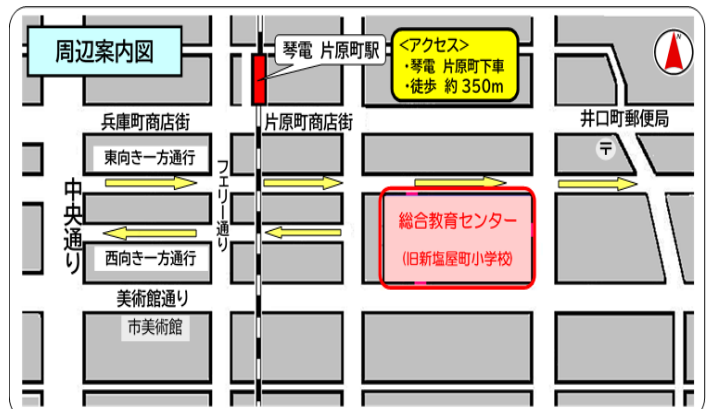 周辺案内図
琴電 片原町駅
<アクセス>
・琴電 片原町下車
・徒歩 約 350m
N
兵庫町商店街
片原町商店街
井口町郵便局
〒
東向き一方通行
フェリー通り
中央通り
総合教育センター
(旧新塩屋町小学校)
西向き一方通行
美術館通り
市美術館